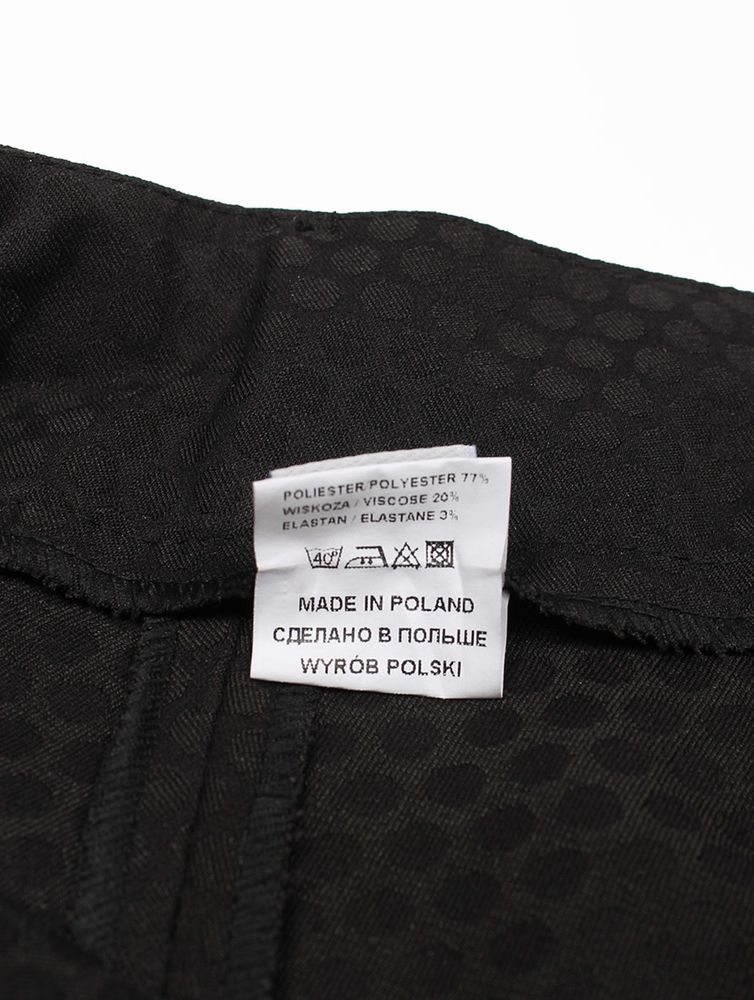 POLIESTER/POLYESTER 77%
WISKOZA / VISCOSE 20%
ELASTAN / ELASTANE 3%
40°
MADE IN POLAND
СДЕЛАНО В ПОЛЬШЕ
WYRÓB POLSKI